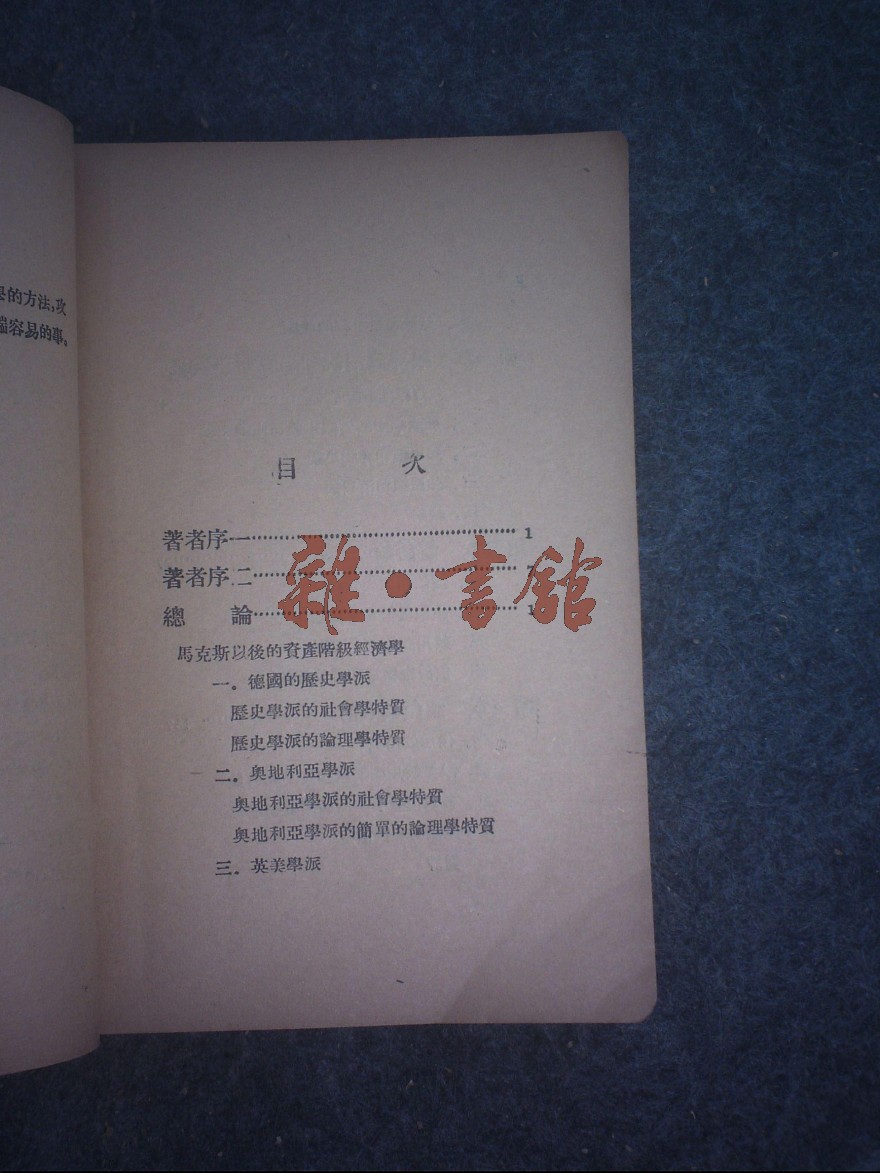 的方法,攻
容易的事。
目 次
著者序一 1
著者序二 7
總 論 1
馬克斯以後的資產階級經濟學
一．德國的歷史學派
歷史學派的社會學特質
歷史學派的論理學特質
二．奧地利亞學派
奧地利亞學派的社會學特質
奧地利亞學派的簡單的論理學特質
三．英美學派
雜·書館